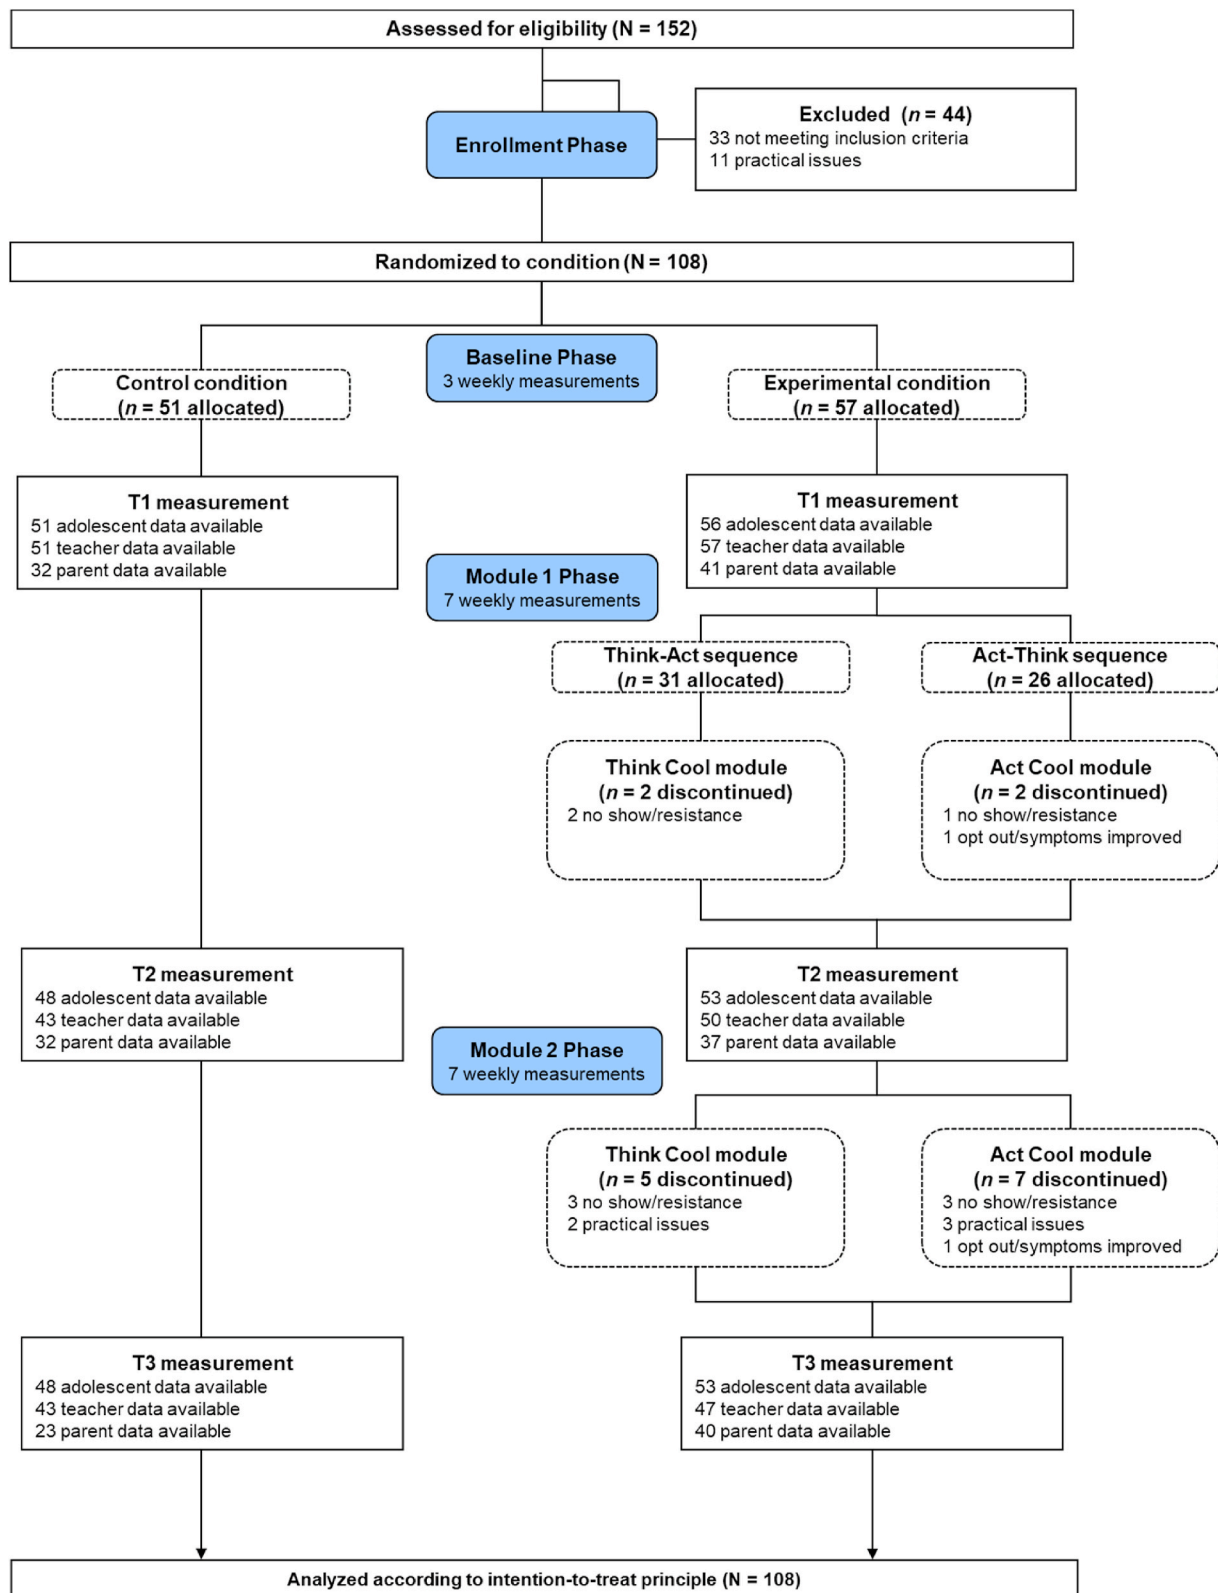 Assessed for eligibility (N = 152)
Enrollment Phase
Excluded (n = 44)
33 not meeting inclusion criteria
11 practical issues
Randomized to condition (N = 108)
Baseline Phase
3 weekly measurements
Control condition
(n = 51 allocated)
Experimental condition
(n = 57 allocated)
T1 measurement
51 adolescent data available
51 teacher data available
32 parent data available
T1 measurement
56 adolescent data available
57 teacher data available
41 parent data available
Module 1 Phase
7 weekly measurements
Think-Act sequence
(n = 31 allocated)
Act-Think sequence
(n = 26 allocated)
Think Cool module
(n = 2 discontinued)
2 no show/resistance
Act Cool module
(n = 2 discontinued)
1 no show/resistance
1 opt out/symptoms improved
T2 measurement
48 adolescent data available
43 teacher data available
32 parent data available
T2 measurement
53 adolescent data available
50 teacher data available
37 parent data available
Module 2 Phase
7 weekly measurements
Think Cool module
(n = 5 discontinued)
3 no show/resistance
2 practical issues
Act Cool module
(n = 7 discontinued)
3 no show/resistance
3 practical issues
1 opt out/symptoms improved
T3 measurement
48 adolescent data available
43 teacher data available
23 parent data available
T3 measurement
53 adolescent data available
47 teacher data available
40 parent data available
Analyzed according to intention-to-treat principle (N = 108)